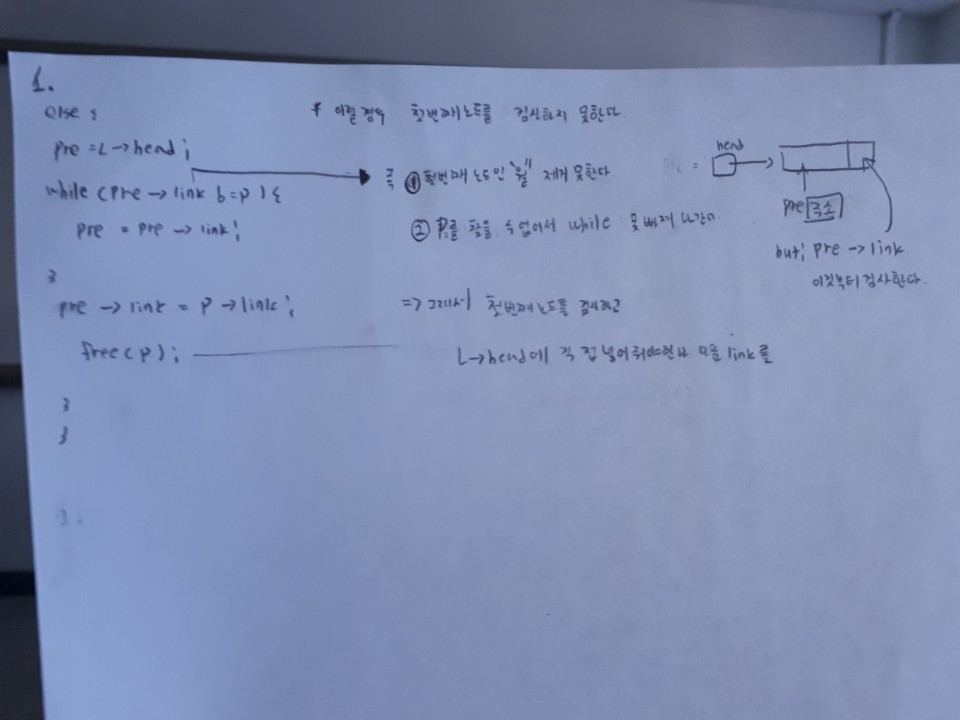 1.
else {
* 이럴경우 첫번째노드를 검사하지 못한다.
pre = L→head;
즉 ① 첫번째 노드인 "월" 제거 못한다
while (pre → link b=p) {
② P를 찾을 수 없어서 while 못 빠져 나간다
pre = pre → link;
}
pre → link = p → link;
=> 그래서 첫번째노드를 검사하고
free(p);
L→head에 직접 넣어줘야한다 다음 link를
}
}
head
pre 주소
but; pre → link
이것부터 검사한다.